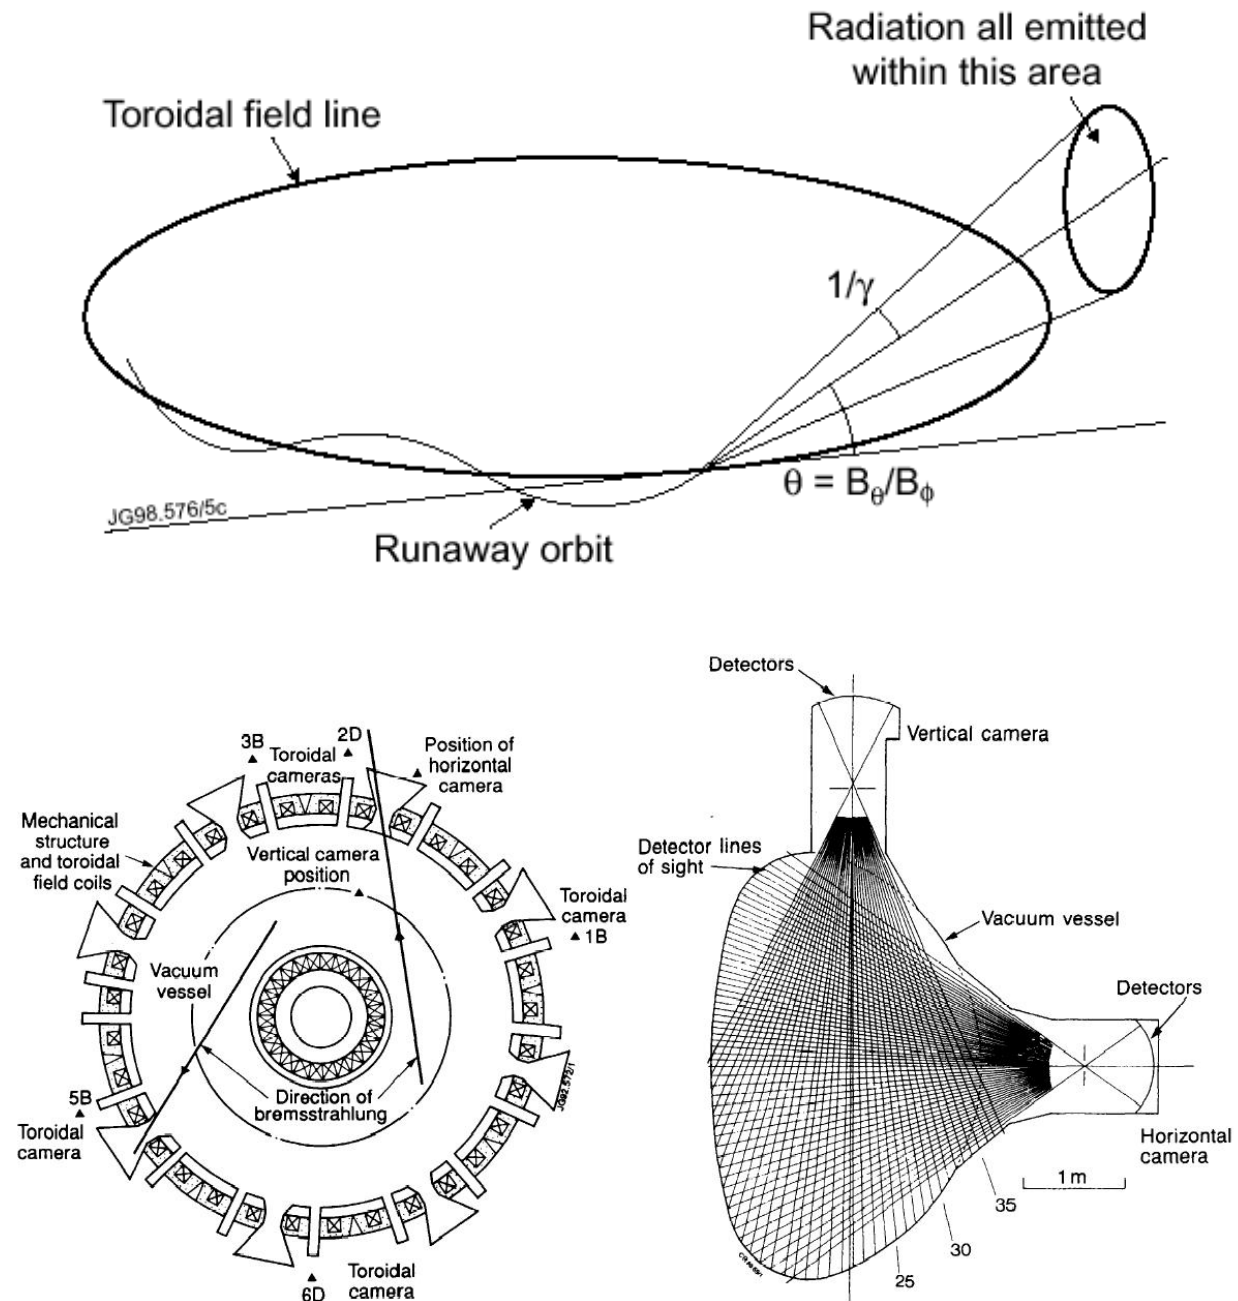 Radiation all emitted
within this area
Toroidal field line
1/γ
θ = Bθ/Bϕ
JG98.576/5c
Runaway orbit
Detectors
Vertical camera
3B
2D
Toroidal
cameras
Position of
horizontal
camera
Mechanical
structure
and toroidal
field coils
Vertical camera
position
Detector lines
of sight
Toroidal
camera
1B
Vacuum
vessel
Vacuum vessel
Detectors
Direction of
bremsstrahlung
5B
Toroidal
camera
Horizontal
camera
1 m
35
30
25
Toroidal
camera
6D